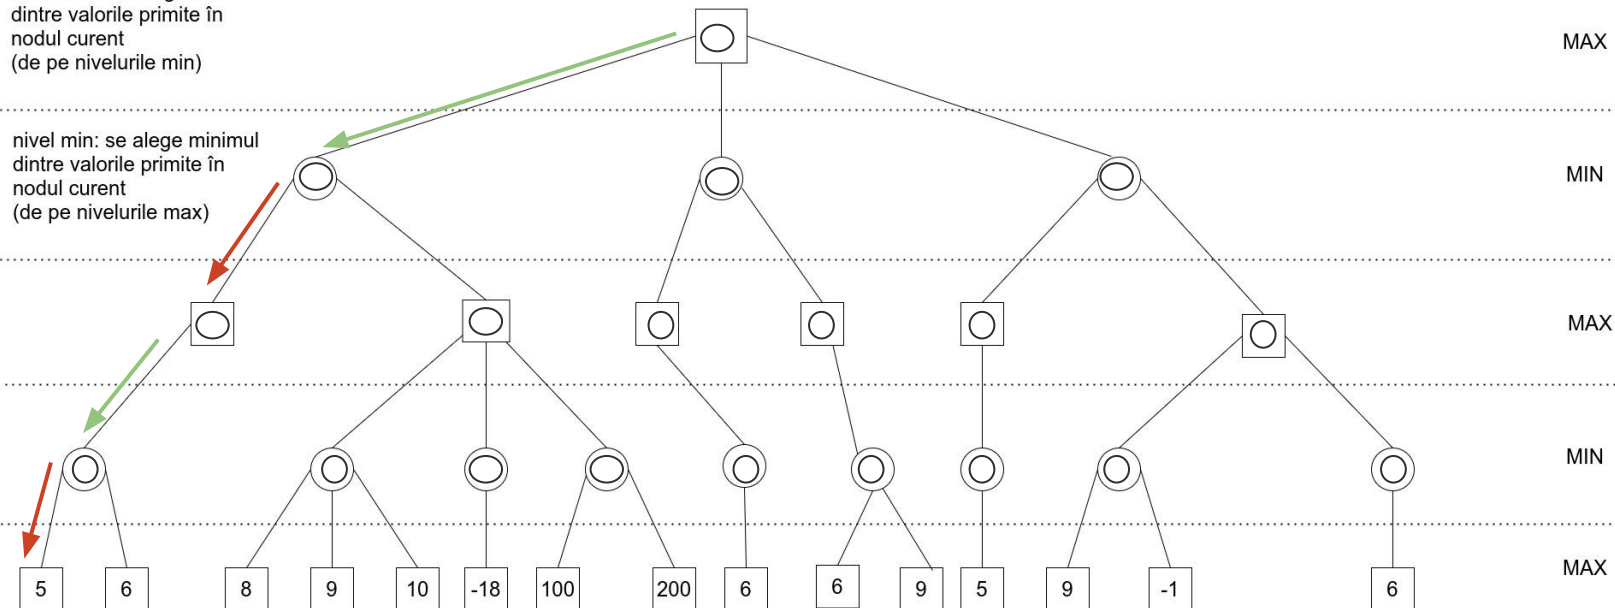 dintre valorile primite în
nodul curent
(de pe nivelurile min)
MAX
nivel min: se alege minimul
dintre valorile primite în
nodul curent
(de pe nivelurile max)
MIN
MAX
MIN
5 6 8 9 10 -18 100 200 6 6 9 5 9 -1 6
MAX